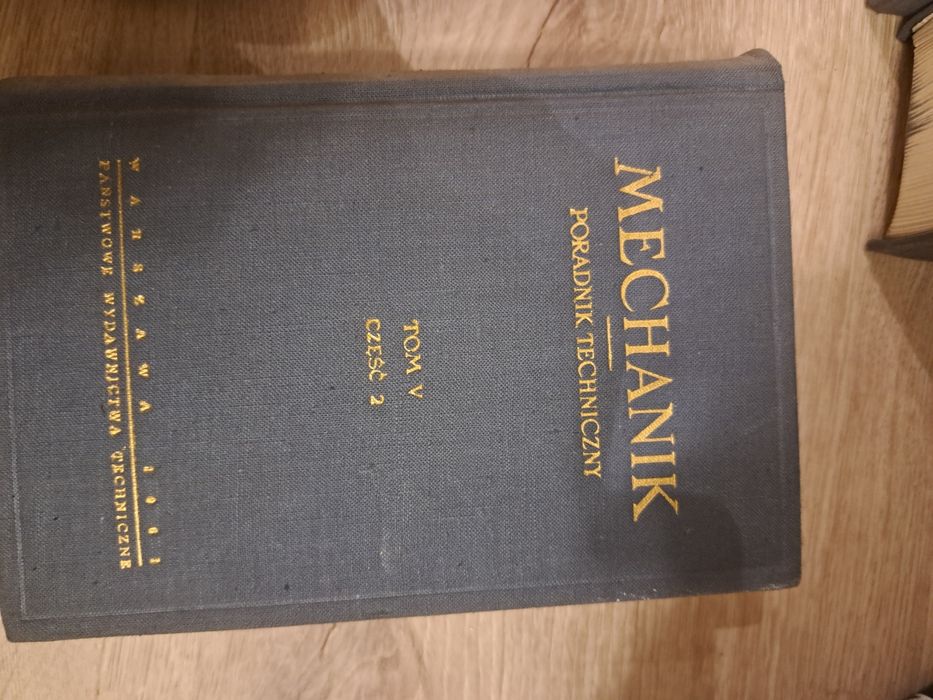 MECHANIK
PORADNIK TECHNICZNY
TOM V
CZĘŚĆ 2
WARSZAWA
PAŃSTWOWE WYDAWNICTWA TECHNICZNE